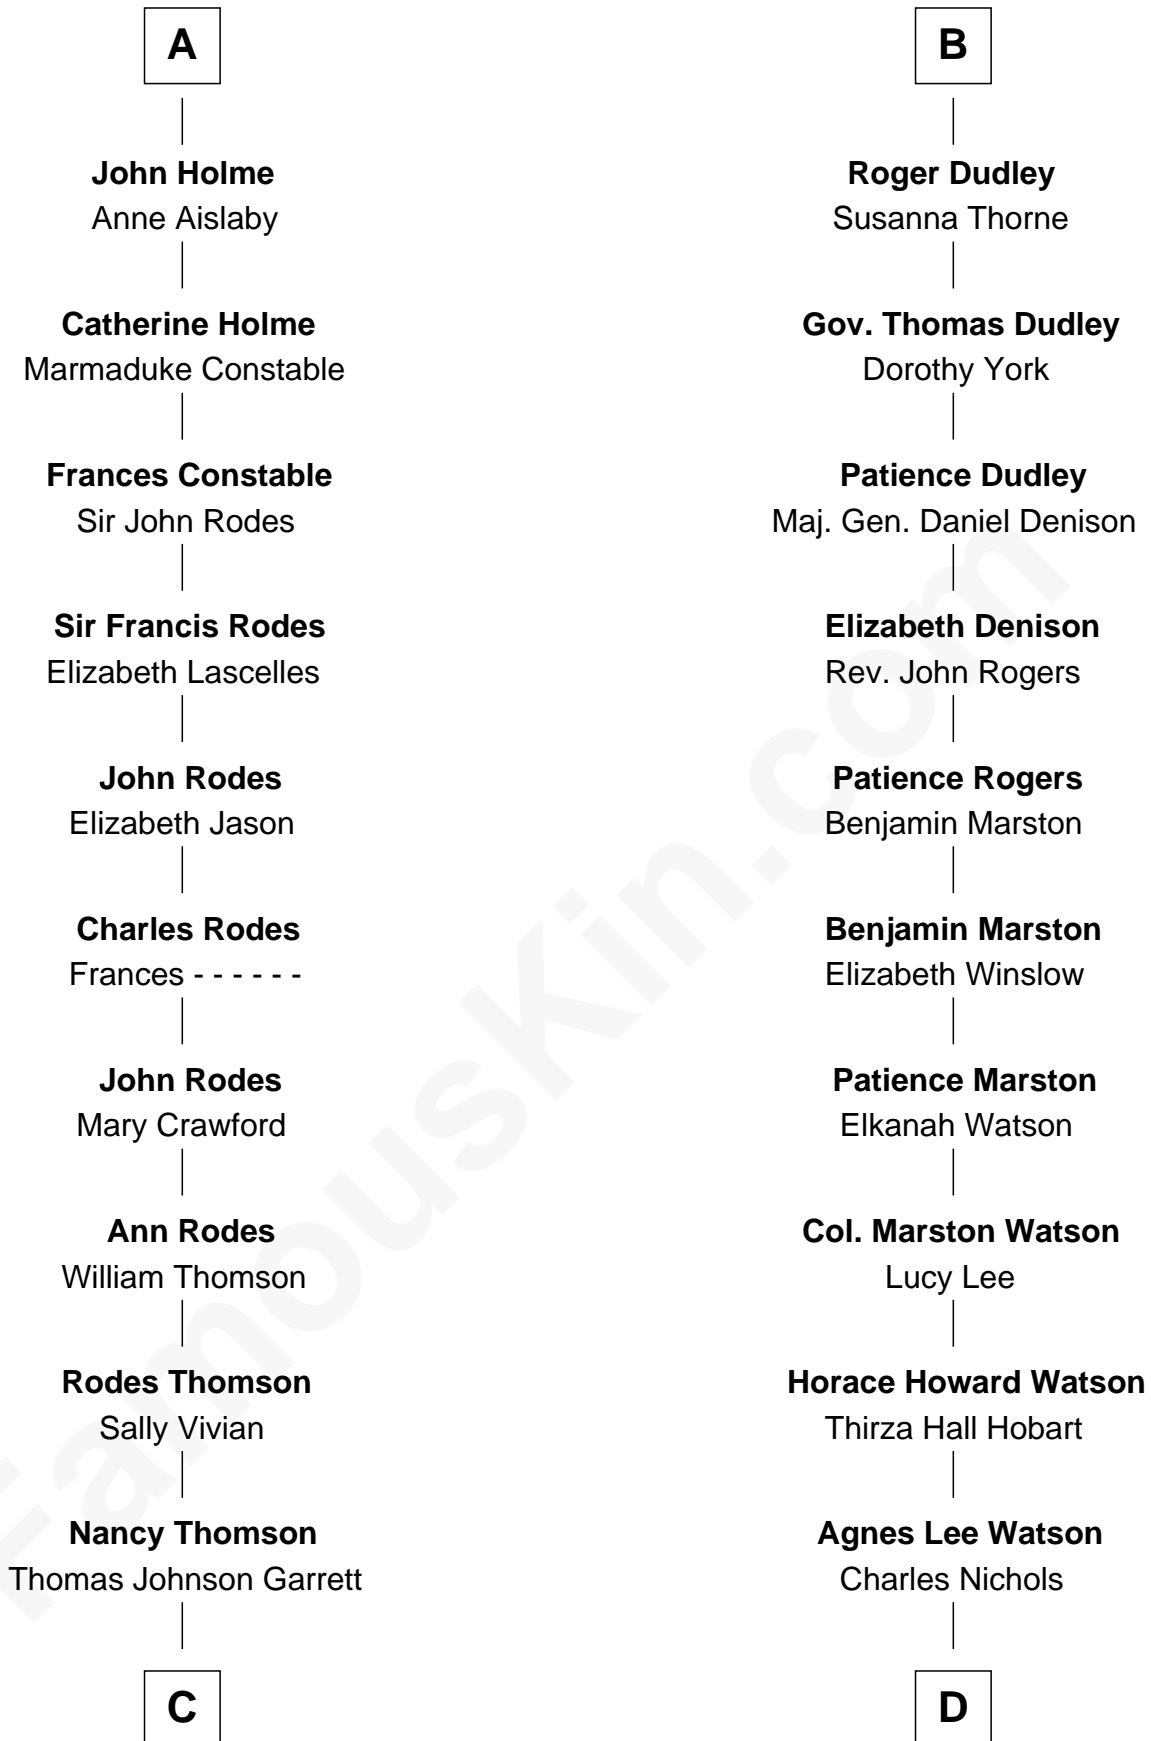 A
John Holme
Anne Aislaby
Catherine Holme
Marmaduke Constable
Frances Constable
Sir John Rodes
Sir Francis Rodes
Elizabeth Lascelles
John Rodes
Elizabeth Jason
Charles Rodes
Frances - - - - - -
John Rodes
Mary Crawford
Ann Rodes
William Thomson
Rodes Thomson
Sally Vivian
Nancy Thomson
Thomas Johnson Garrett
C
B
Roger Dudley
Susanna Thorne
Gov. Thomas Dudley
Dorothy York
Patience Dudley
Maj. Gen. Daniel Denison
Elizabeth Denison
Rev. John Rogers
Patience Rogers
Benjamin Marston
Benjamin Marston
Elizabeth Winslow
Patience Marston
Elkanah Watson
Col. Marston Watson
Lucy Lee
Horace Howard Watson
Thirza Hall Hobart
Agnes Lee Watson
Charles Nichols
D
FamousKin.com